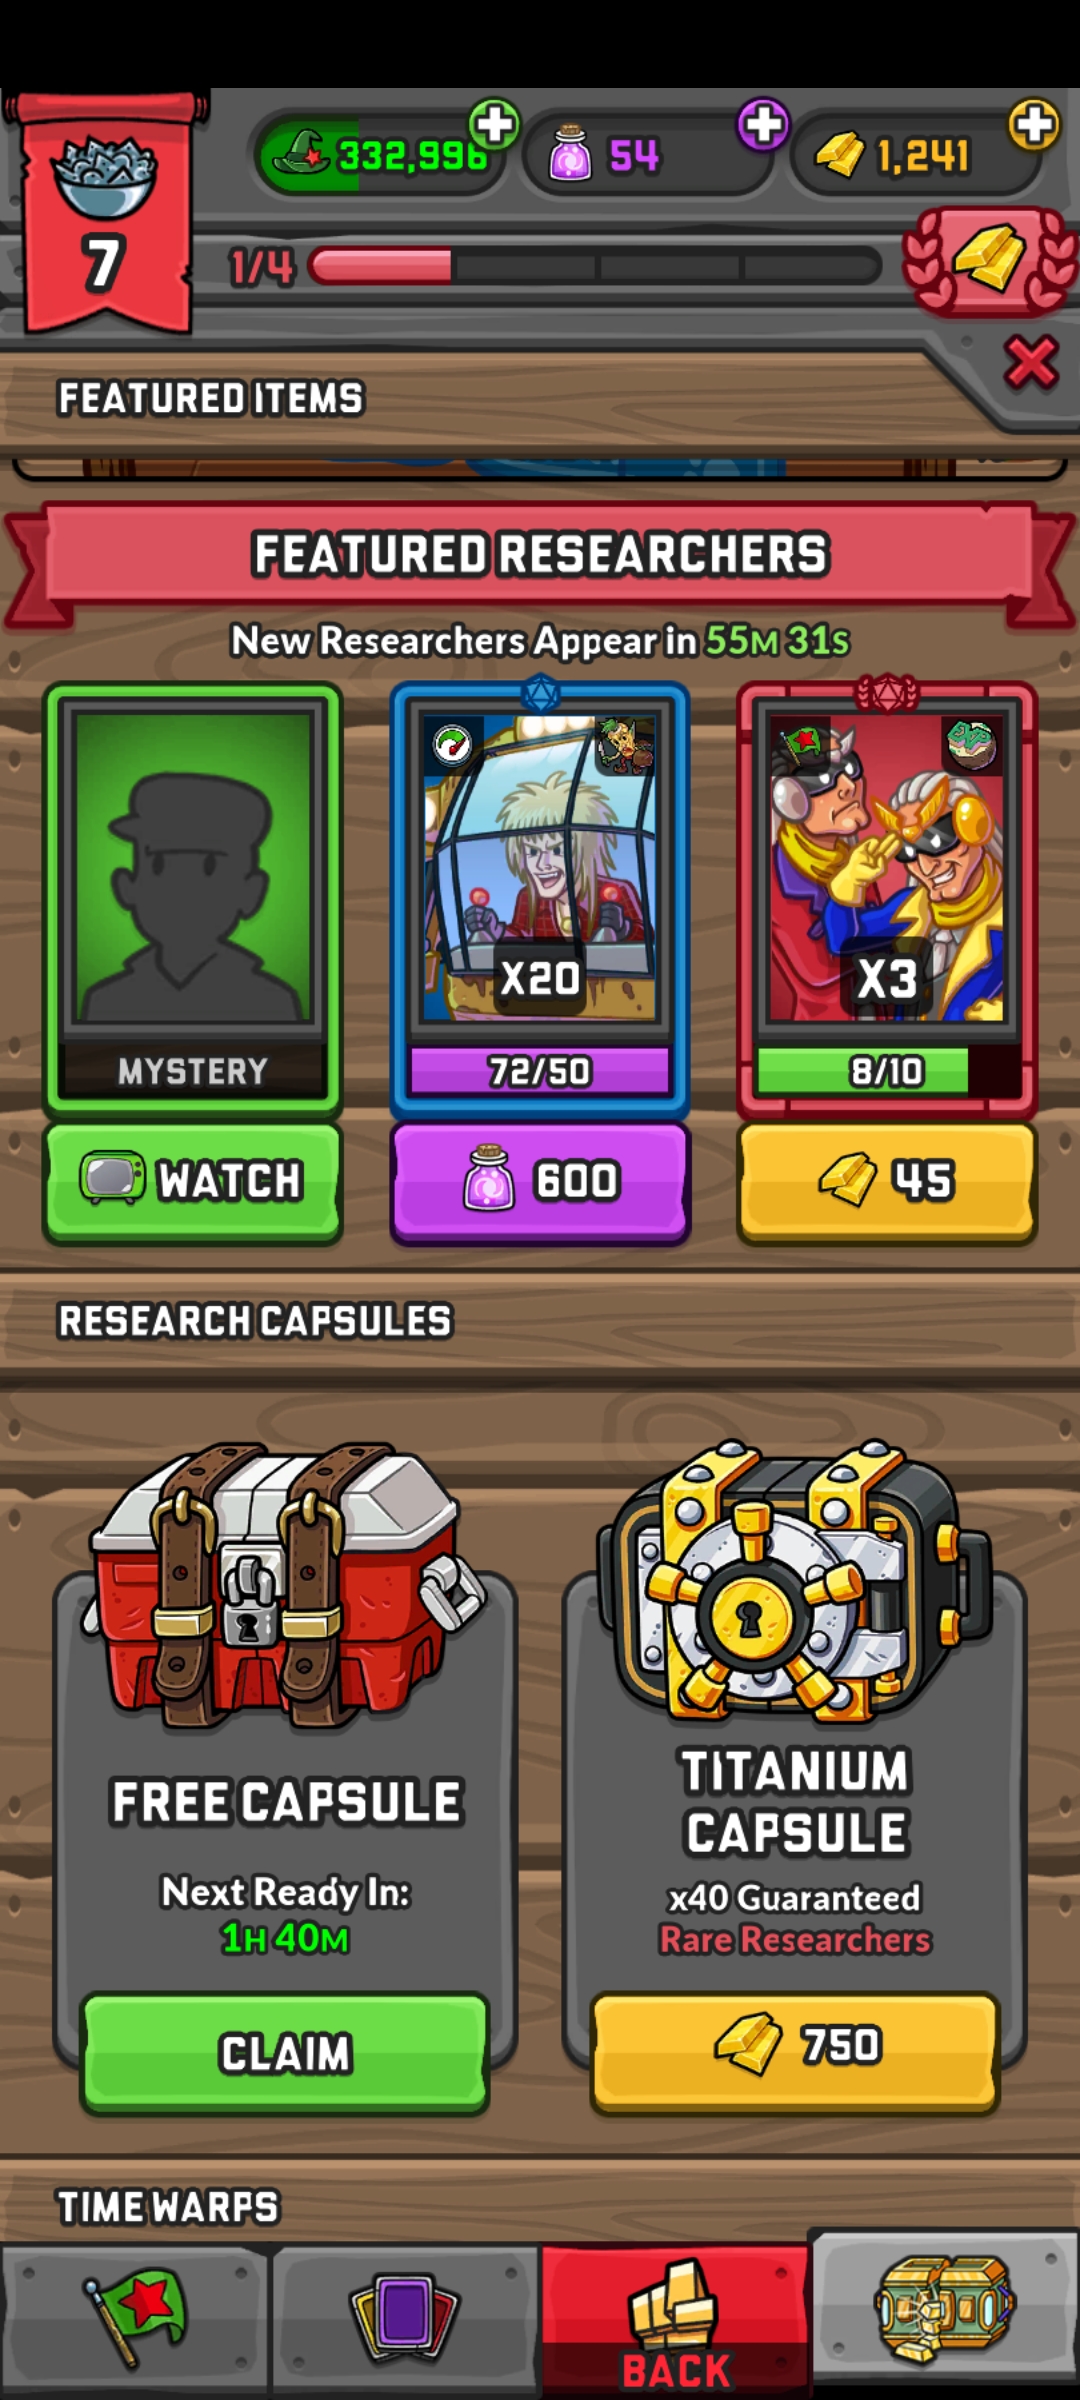 332,996
54
1,241
7
1/4
FEATURED ITEMS
FEATURED RESEARCHERS
New Researchers Appear in 55M 31S
EXP
X20
X3
MYSTERY
72/50
8/10
WATCH
600
45
RESEARCH CAPSULES
FREE CAPSULE
Next Ready In:
1H 40M
CLAIM
TITANIUM
CAPSULE
x40 Guaranteed
Rare Researchers
750
TIME WARPS
BACK